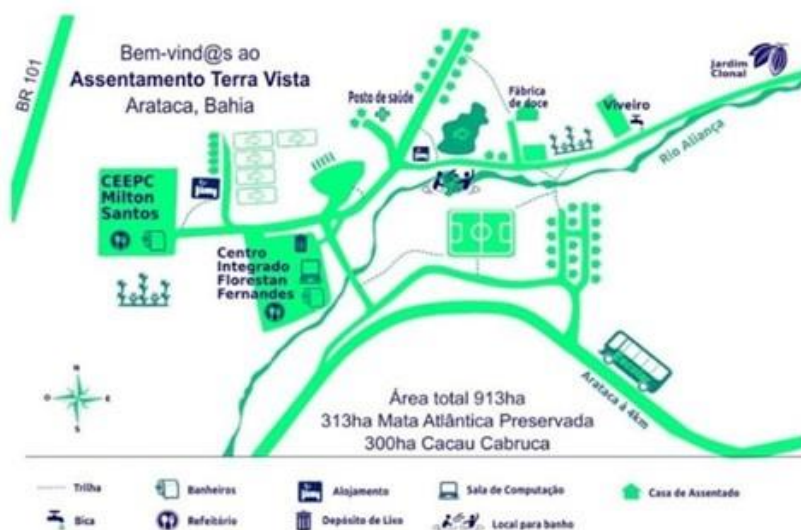 BR 101
Bem-vind@s ao
Assentamento Terra Vista
Arataca, Bahia
Posto de saúde
Fábrica
de doce
Viveiro
Jardim
Clonal
Rio Aliança
CEEPC
Milton
Santos
Centro
Integrado
Florestan
Fernandes
N
O
E
S
Arataca à 4km
Área total 913ha
313ha Mata Atlântica Preservada
300ha Cacau Cabruca
Trilha
Banheiros
Alojamento
Sala de Computação
Casa de Assentado
Bica
Refeitório
Depósito de Lixo
Local para banho